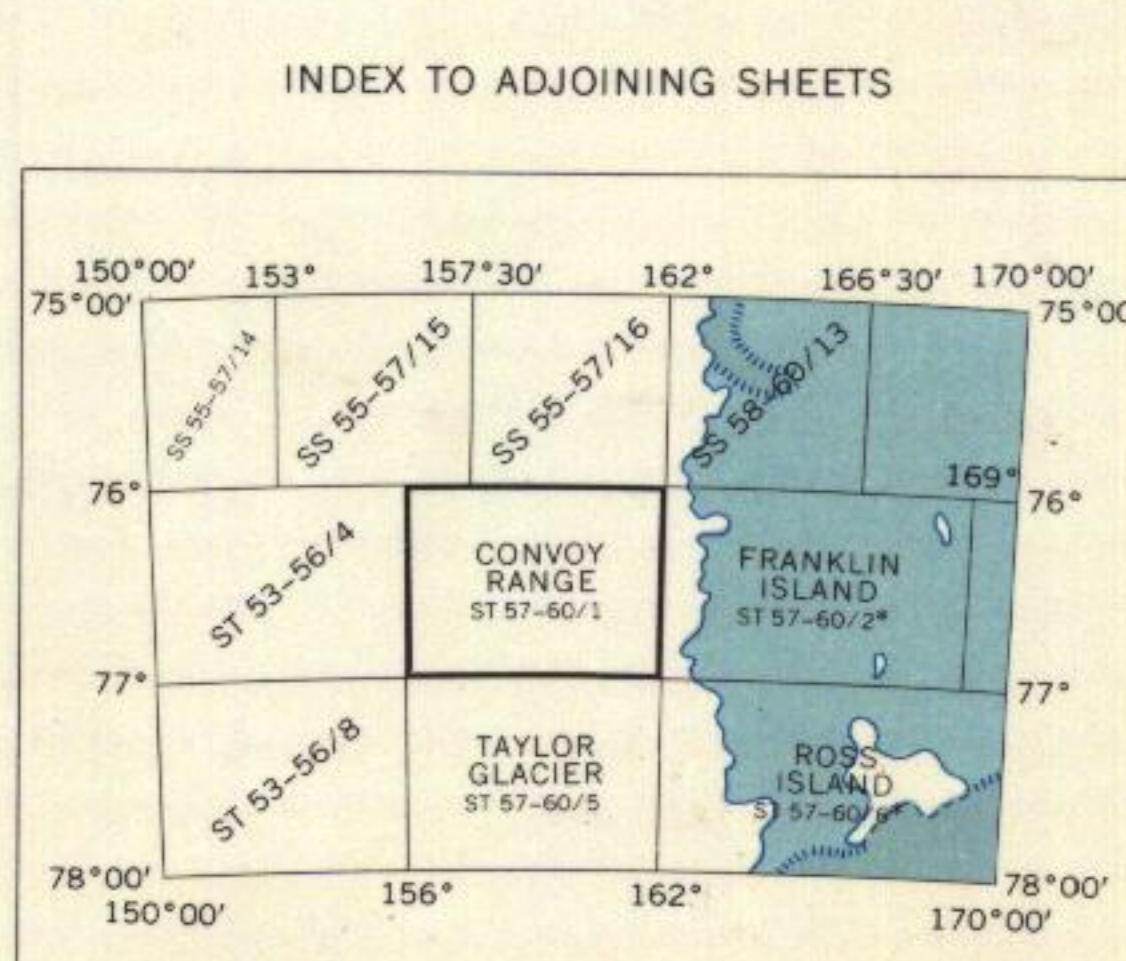 INDEX TO ADJOINING SHEETS
150°00′ 153° 157°30′ 162° 166°30′ 170°00′
75°00′ 75°00
SS 55–57/14
SS 55–57/15
SS 55–57/16
SS 58–60/13
169°
76° 76°
ST 53–56/4
CONVOY
RANGE
ST 57–60/1
FRANKLIN
ISLAND
ST 57–60/2*
77° 77°
ST 53–56/8
TAYLOR
GLACIER
ST 57–60/5
ROSS
ISLAND
ST 57–60/6*
78°00′ 78°00′
150°00′ 156° 162° 170°00′